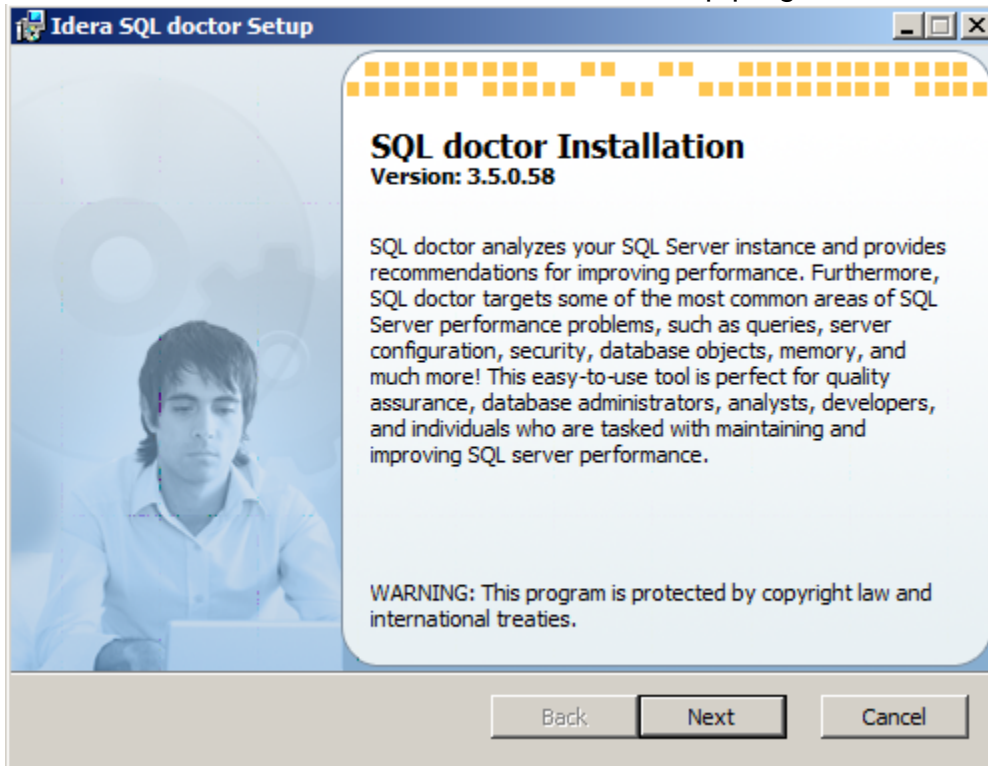 Idera SQL doctor Setup
SQL doctor Installation
Version: 3.5.0.58
SQL doctor analyzes your SQL Server instance and provides
recommendations for improving performance. Furthermore,
SQL doctor targets some of the most common areas of SQL
Server performance problems, such as queries, server
configuration, security, database objects, memory, and
much more! This easy-to-use tool is perfect for quality
assurance, database administrators, analysts, developers,
and individuals who are tasked with maintaining and
improving SQL server performance.
WARNING: This program is protected by copyright law and
international treaties.
Back Next Cancel